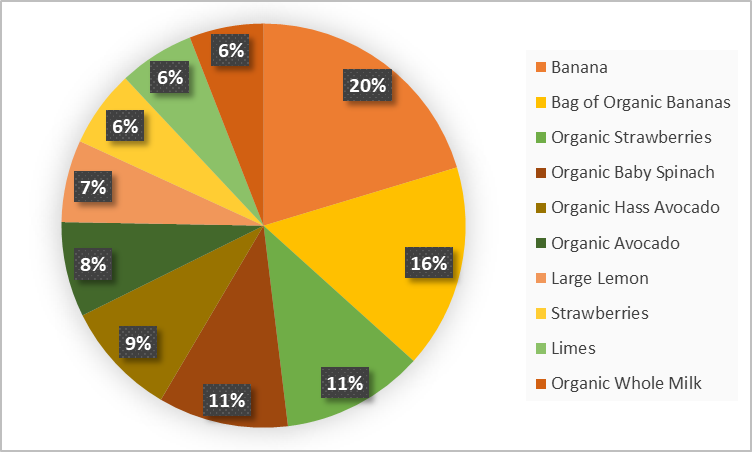 20%
16%
11%
11%
9%
8%
7%
6%
6%
6%
Banana
Bag of Organic Bananas
Organic Strawberries
Organic Baby Spinach
Organic Hass Avocado
Organic Avocado
Large Lemon
Strawberries
Limes
Organic Whole Milk